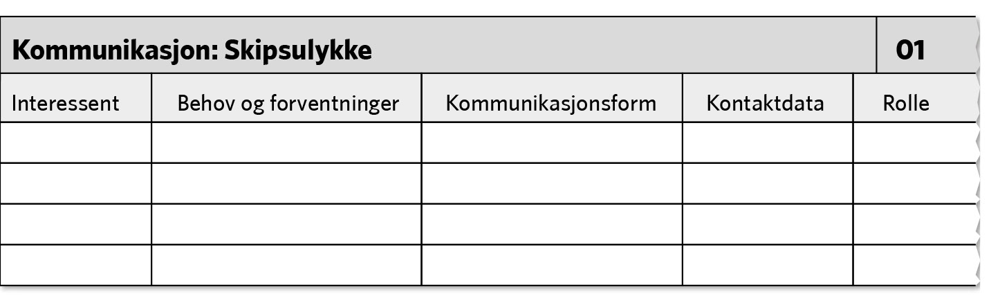 Kommunikasjon: Skipsulykke 01
Interessent Behov og forventninger Kommunikasjonsform Kontaktdata Rolle